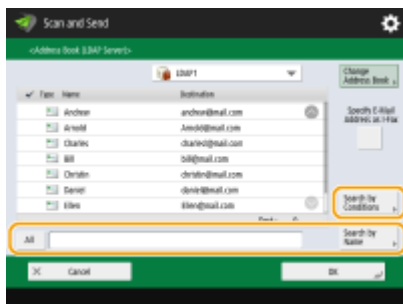 Scan and Send
<Address Book (LDAP Server)>
LDAP1
Change
Address Book
✓ Type Name Destination
Specify E-Mail
Address as I-Fax
Andrew andrew@mail.com
Arnold Arnold@mail.com
Charles charles@mail.com
Bill bill@mail.com
Christin christin@mail.com
Daniel daniel@mail.com
Ellen Ellen@mail.com
Search by
Conditions
All
Search by
Name
Cancel
OK